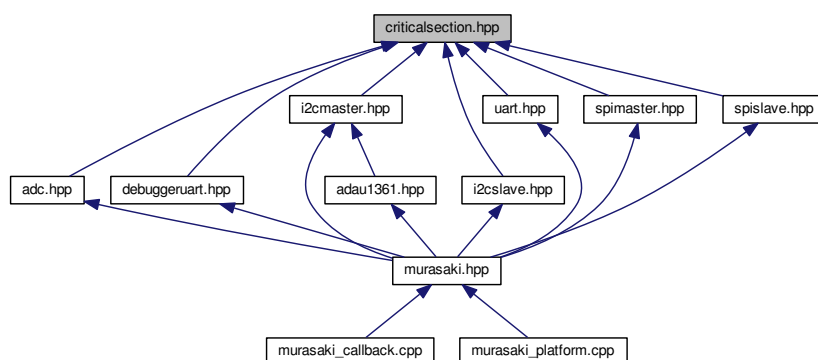 criticalsection.hpp
i2cmaster.hpp
uart.hpp
spimaster.hpp
spislave.hpp
adc.hpp
debuggeruart.hpp
adau1361.hpp
i2cslave.hpp
murasaki.hpp
murasaki_callback.cpp
murasaki_platform.cpp